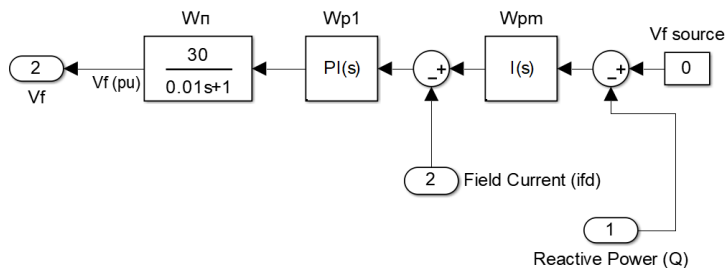 Wп
Wp1
Wpm
Vf source
2
Vf (pu)
Vf
30
0.01s+1
PI(s)
I(s)
0
2
Field Current (ifd)
1
Reactive Power (Q)